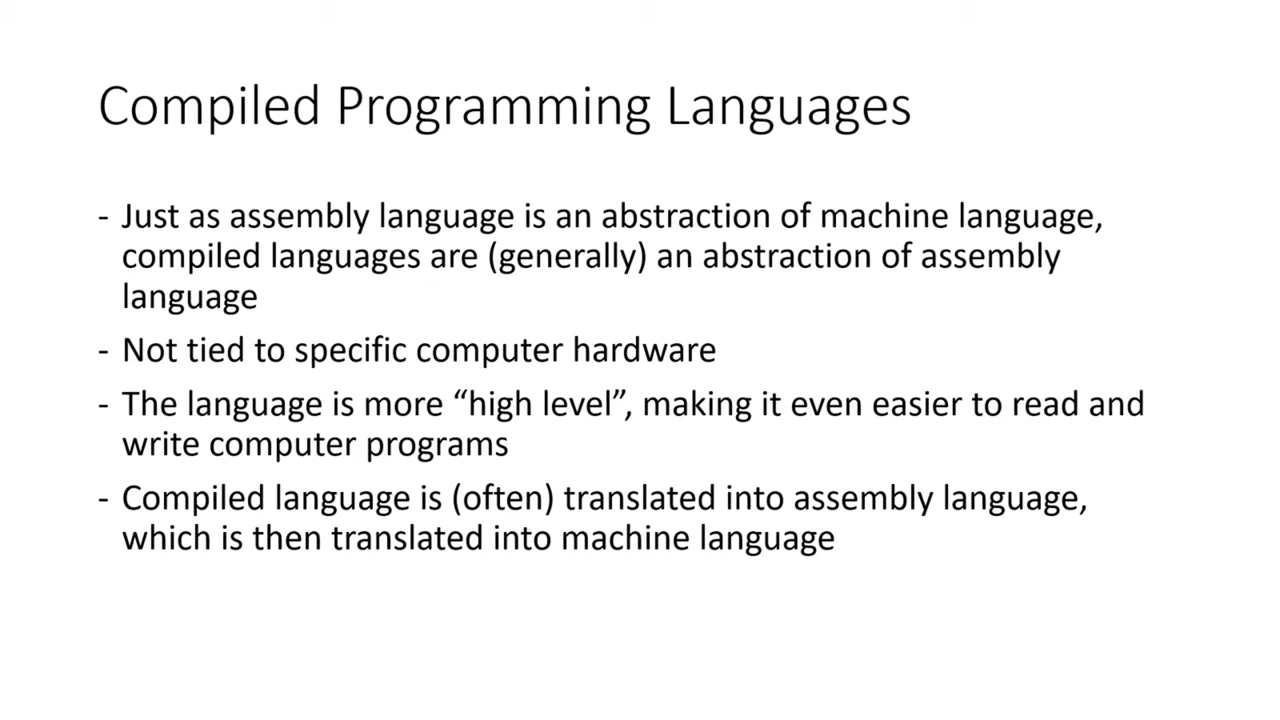 Compiled Programming Languages
- Just as assembly language is an abstraction of machine language,
compiled languages are (generally) an abstraction of assembly
language
- Not tied to specific computer hardware
- The language is more “high level”, making it even easier to read and
write computer programs
- Compiled language is (often) translated into assembly language,
which is then translated into machine language